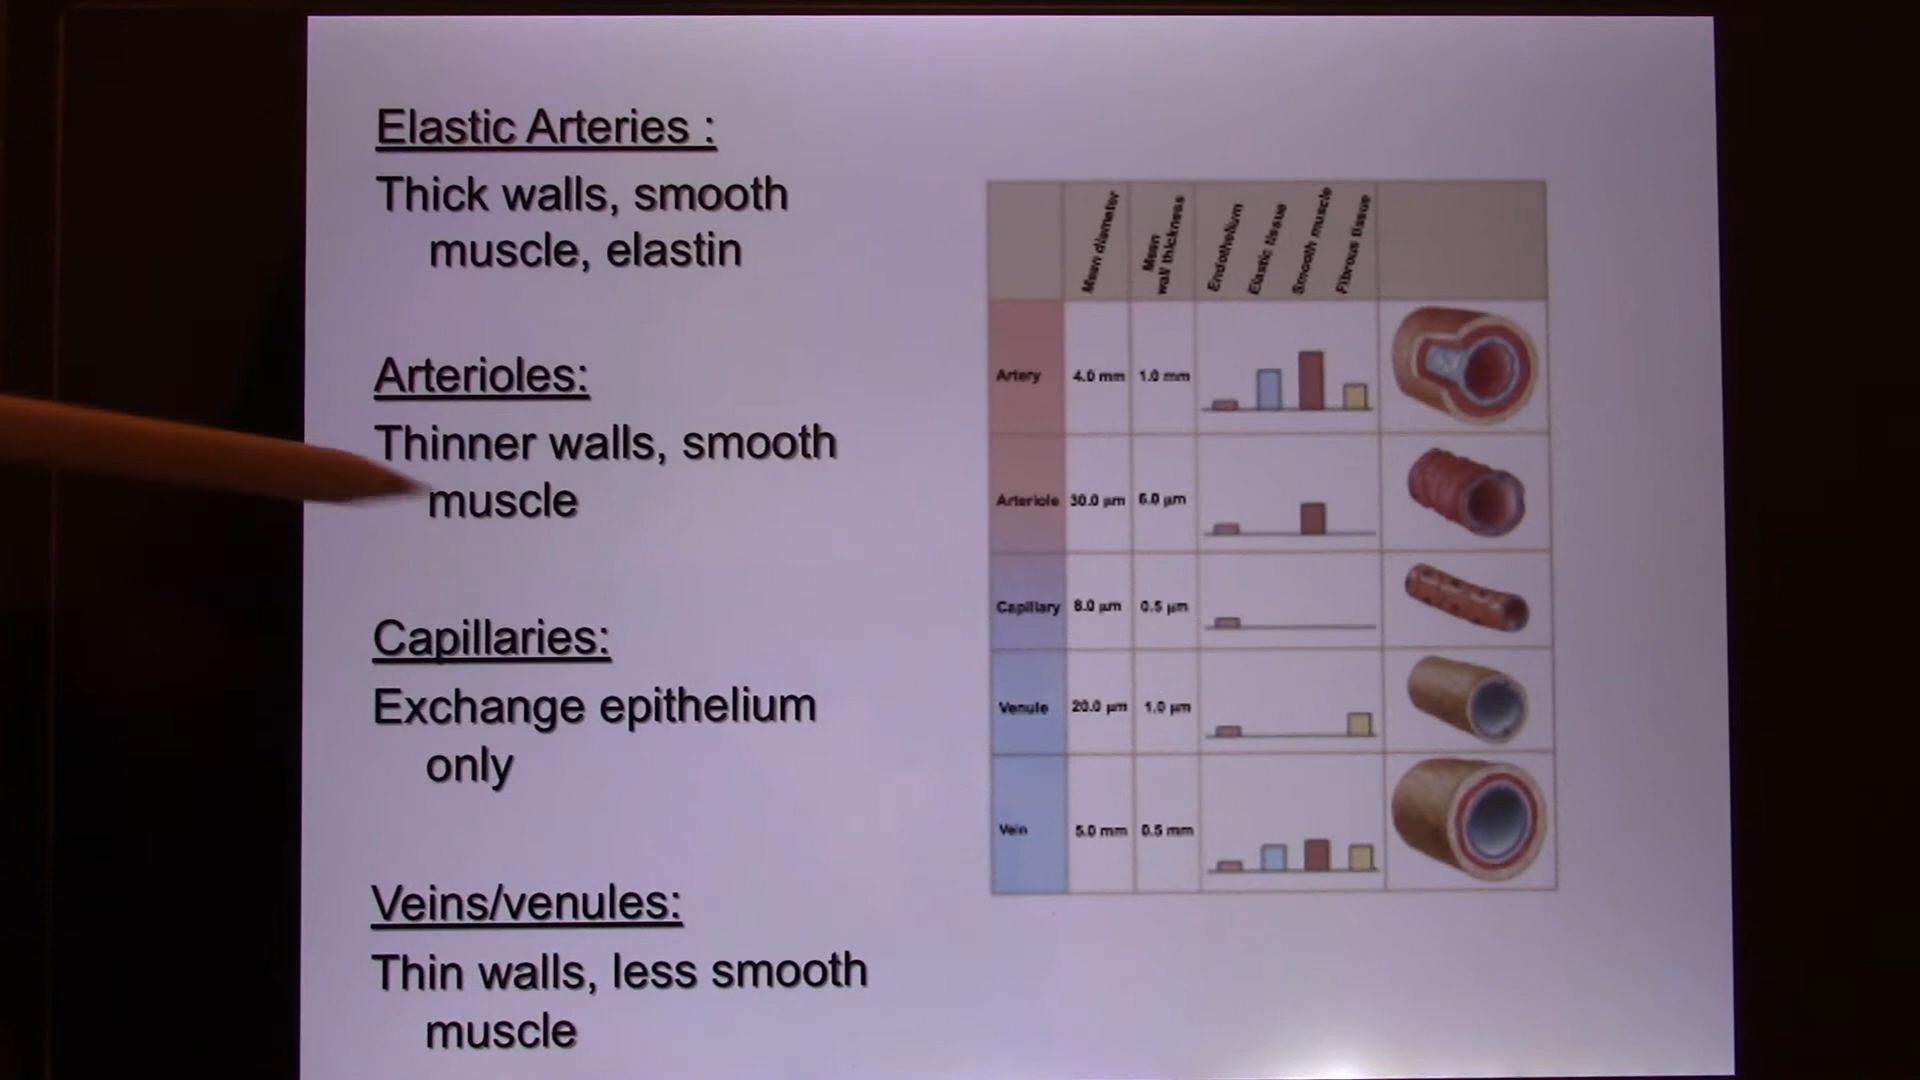 Elastic Arteries :
Thick walls, smooth
muscle, elastin
Arterioles:
Thinner walls, smooth
muscle
Capillaries:
Exchange epithelium
only
Veins/venules:
Thin walls, less smooth
muscle
Mean diameter
Mean
wall thickness
Endothelium
Elastic tissue
Smooth muscle
Fibrous tissue
Artery 4.0 mm 1.0 mm
Arteriole 30.0 µm 6.0 µm
Capillary 8.0 µm 0.5 µm
Venule 20.0 µm 1.0 µm
Vein 5.0 mm 0.5 mm